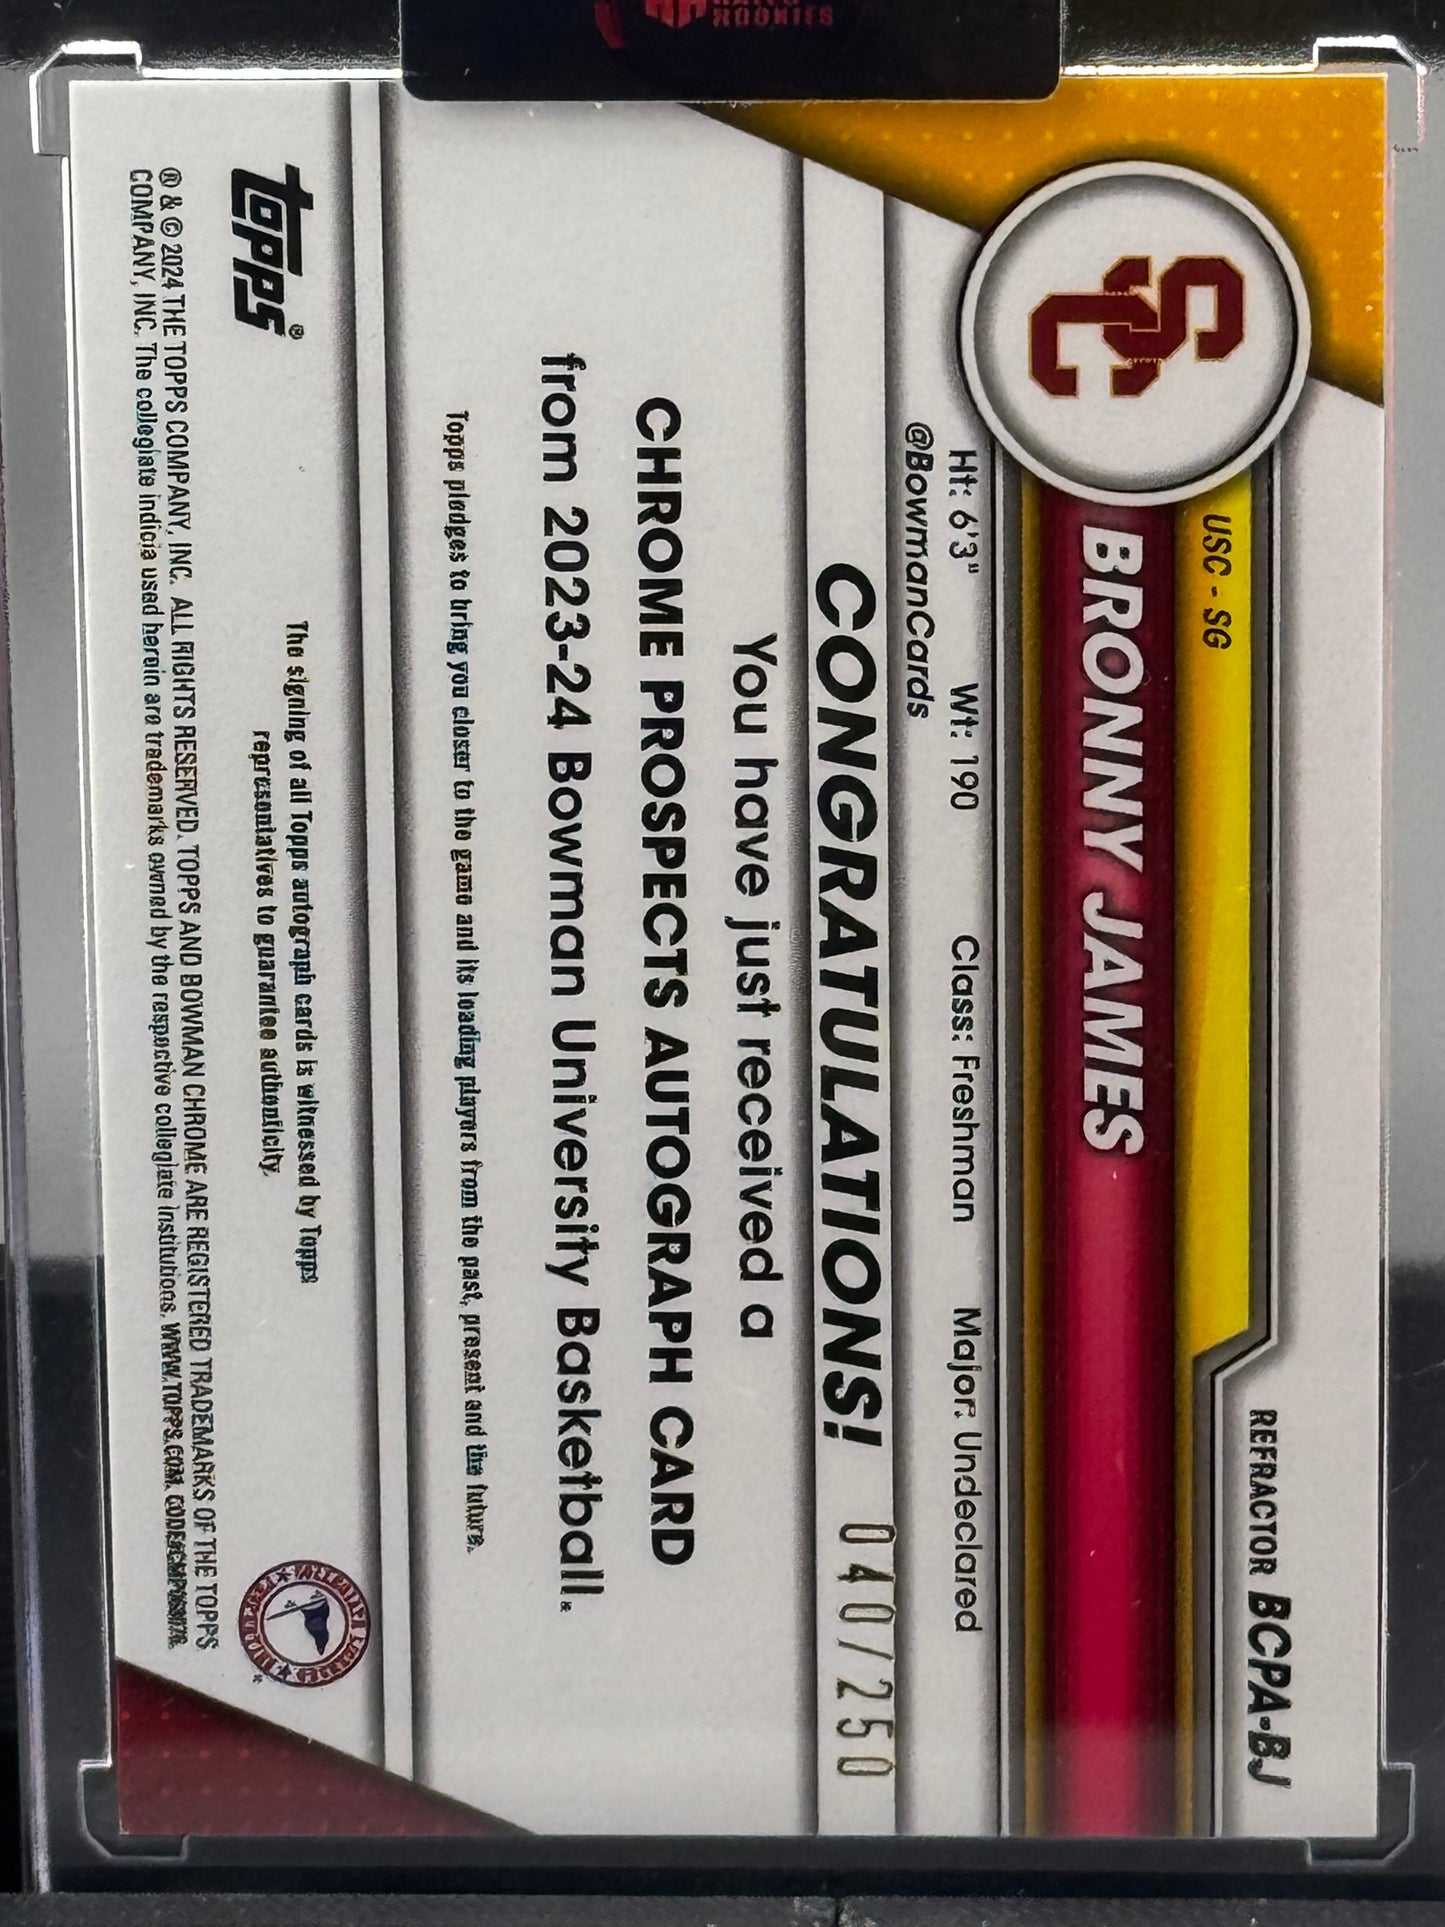 REFRACTOR BCPA-BJ
USC - SG
SC
BRONNY JAMES
Ht: 6'3" Wt: 190 Class: Freshman Major: Undeclared
@BowmanCards
CONGRATULATIONS! 040/250
You have just received a
CHROME PROSPECTS AUTOGRAPH CARD
from 2023-24 Bowman University Basketball.
Topps pledges to bring you closer to the game and its leading players from the past, present and the future.
The signing of all Topps autograph cards is witnessed by Topps
representatives to guarantee authenticity.
topps®
® & © 2024 THE TOPPS COMPANY, INC. ALL RIGHTS RESERVED. TOPPS AND BOWMAN CHROME ARE REGISTERED TRADEMARKS OF THE TOPPS
COMPANY, INC. The collegiate indicia used herein are trademarks owned by the respective collegiate institutions. WWW.TOPPS.COM.
ROOKIES